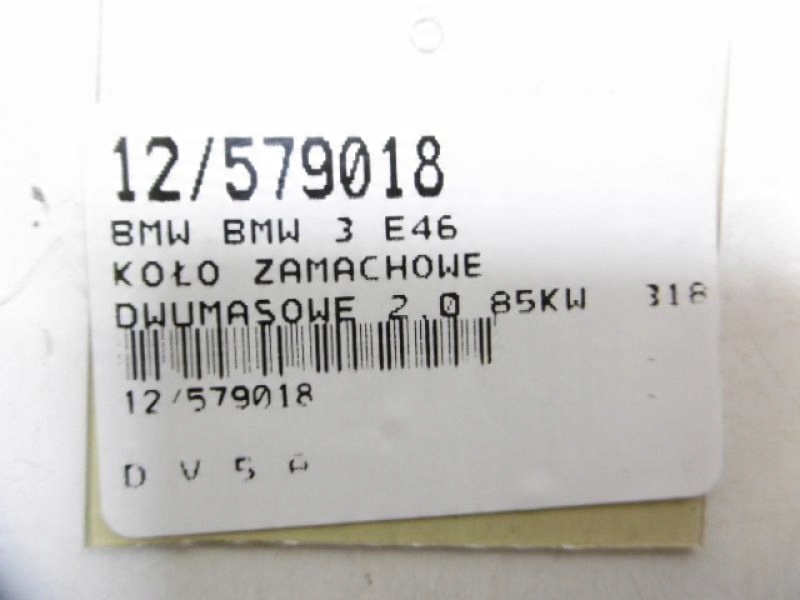 12/579018
BMW BMW 3 E46
KOŁO ZAMACHOWE
DWUMASOWE 2.0 85KW 318
12/579018
D V 5 A